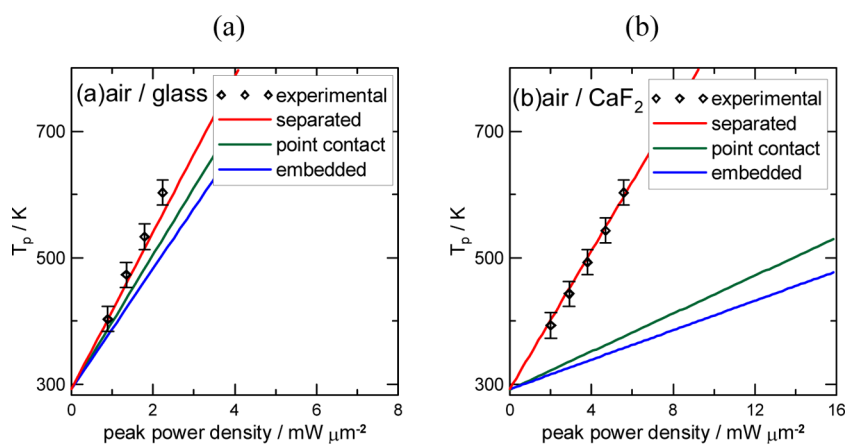 (a)
(b)
(a)air / glass
experimental
separated
point contact
embedded
700
500
300
T_p / K
0
2
4
6
8
peak power density / mW μm⁻²
(b)air / CaF₂
experimental
separated
point contact
embedded
700
500
300
T_p / K
0
4
8
12
16
peak power density / mW μm⁻²